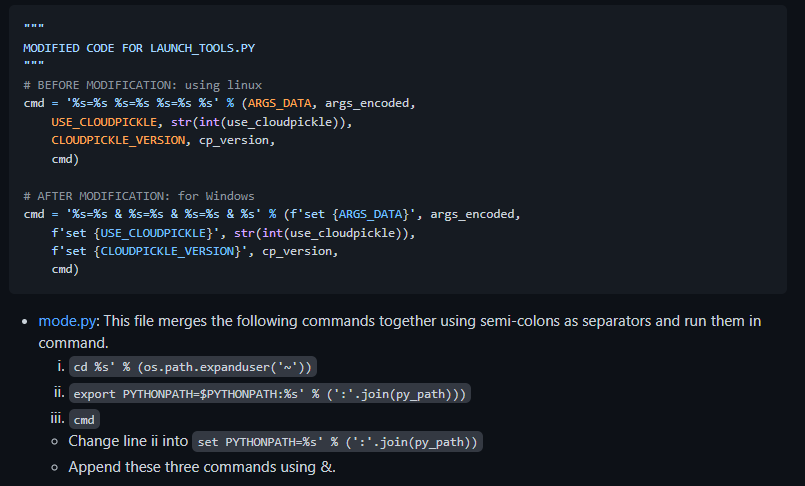 """
MODIFIED CODE FOR LAUNCH_TOOLS.PY
"""
# BEFORE MODIFICATION: using linux
cmd = '%s=%s %s=%s %s=%s %s' % (ARGS_DATA, args_encoded,
    USE_CLOUDPICKLE, str(int(use_cloudpickle)),
    CLOUDPICKLE_VERSION, cp_version,
    cmd)

# AFTER MODIFICATION: for Windows
cmd = '%s=%s & %s=%s & %s=%s & %s' % (f'set {ARGS_DATA}', args_encoded,
    f'set {USE_CLOUDPICKLE}', str(int(use_cloudpickle)),
    f'set {CLOUDPICKLE_VERSION}', cp_version,
    cmd)
• mode.py: This file merges the following commands together using semi-colons as separators and run them in
command.
i. cd %s' % (os.path.expanduser('~'))
ii. export PYTHONPATH=$PYTHONPATH:%s' % (':'.join(py_path)))
iii. cmd
◦ Change line ii into set PYTHONPATH=%s' % (':'.join(py_path))
◦ Append these three commands using &.